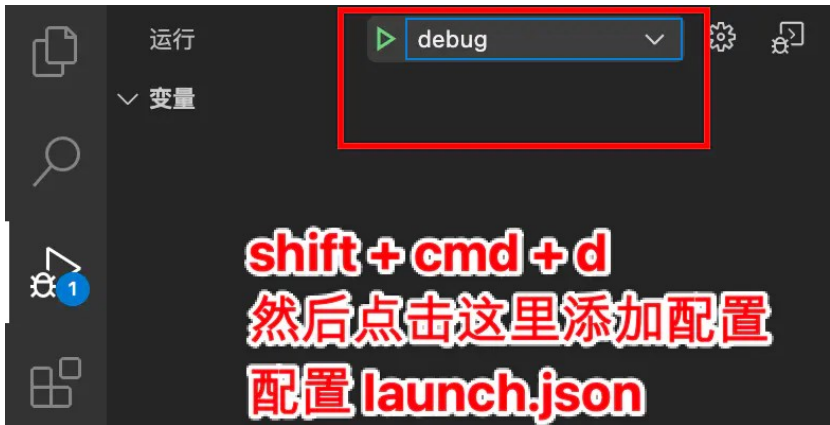 运行
debug
变量
1
shift + cmd + d
然后点击这里添加配置
配置 launch.json